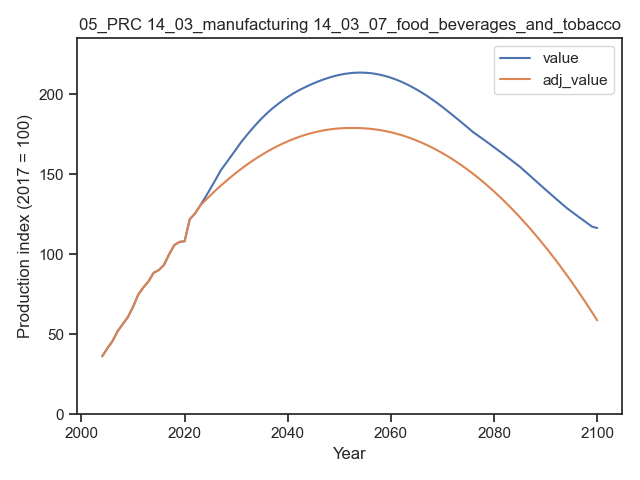 05_PRC 14_03_manufacturing 14_03_07_food_beverages_and_tobacco
value
adj_value
Production index (2017 = 100)
200
150
100
50
0
2000 2020 2040 2060 2080 2100
Year